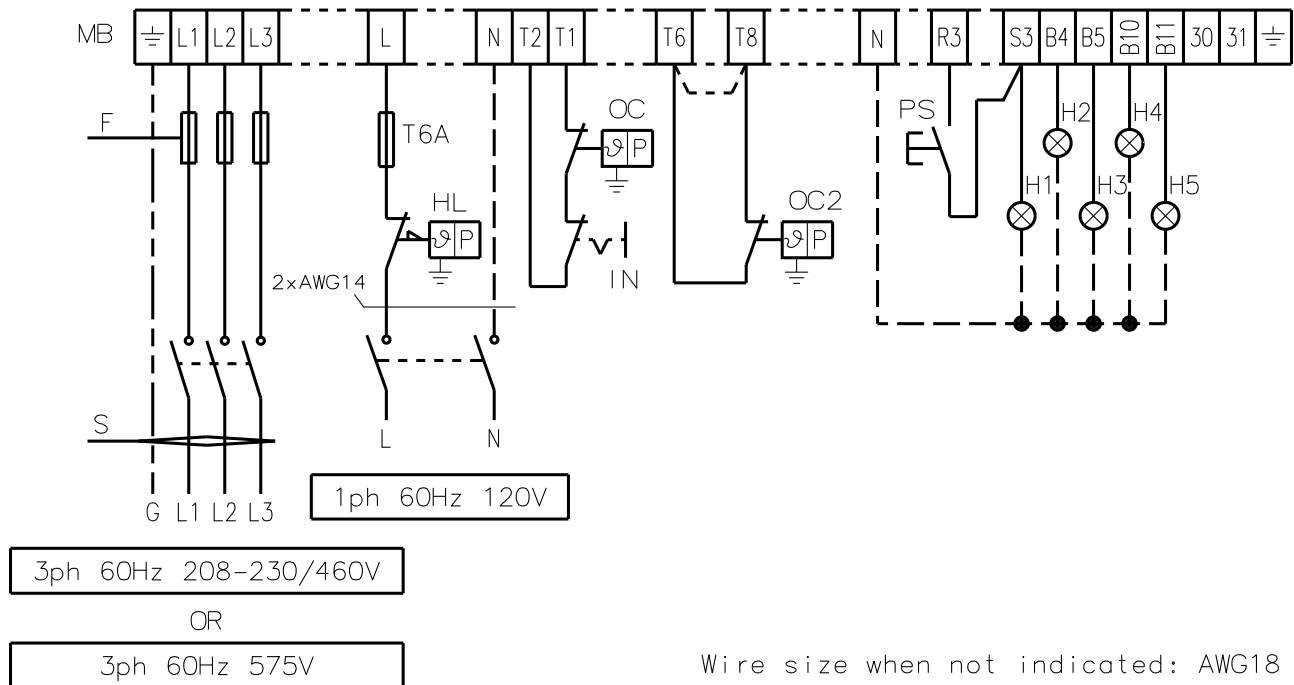 MB ⏚ L1 L2 L3 L N T2 T1 T6 T8 N R3 S3 B4 B5 B10 B11 30 31 ⏚
F T6A OC ϑ P PS H2 H4
HL ϑ P OC2 ϑ P H1 H3 H5
2xAWG14 IN
S
L N
G L1 L2 L3
1ph 60Hz 120V
3ph 60Hz 208-230/460V
OR
3ph 60Hz 575V
Wire size when not indicated: AWG18